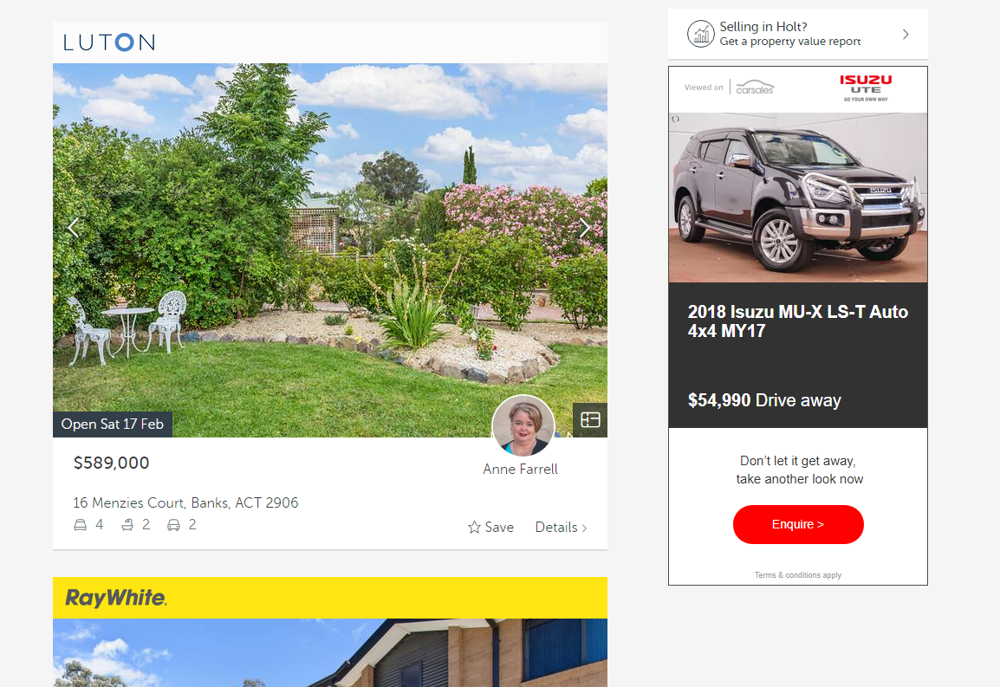 LUTON
Open Sat 17 Feb
$589,000
Anne Farrell
16 Menzies Court, Banks, ACT 2906
4 2 2
Save Details >
RayWhite.
Selling in Holt?
Get a property value report
Viewed on carsales
ISUZU
UTE
GO YOUR OWN WAY
ISUZU
2018 Isuzu MU-X LS-T Auto
4x4 MY17
$54,990 Drive away
Don't let it get away,
take another look now
Enquire >
Terms & conditions apply